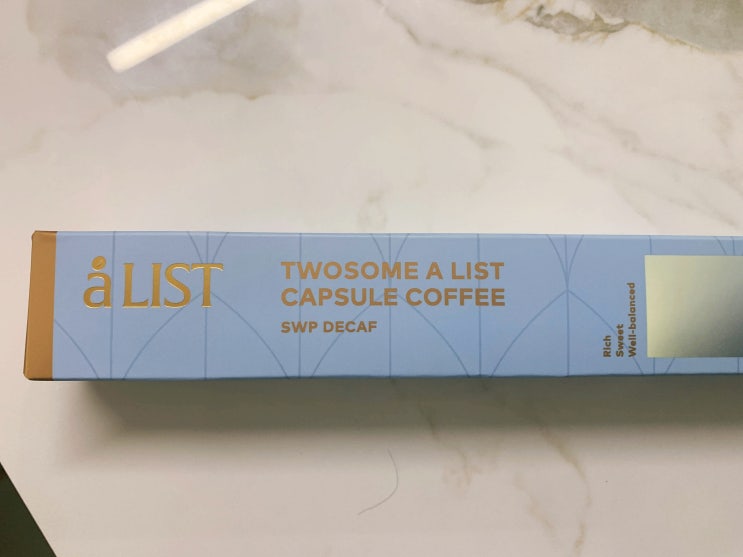 å LIST
TWOSOME A LIST
CAPSULE COFFEE
SWP DECAF
Rich
Sweet
Well-balanced